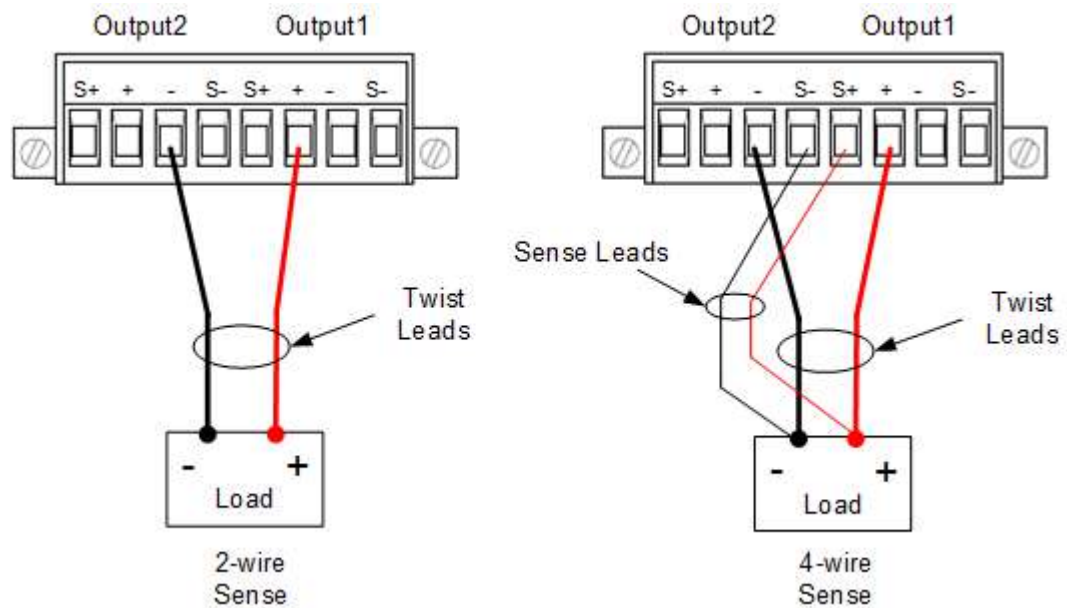 Output2 Output1
S+ + - S- S+ + - S-
Twist
Leads
- +
Load
2-wire
Sense
Output2 Output1
S+ + - S- S+ + - S-
Sense Leads
Twist
Leads
- +
Load
4-wire
Sense